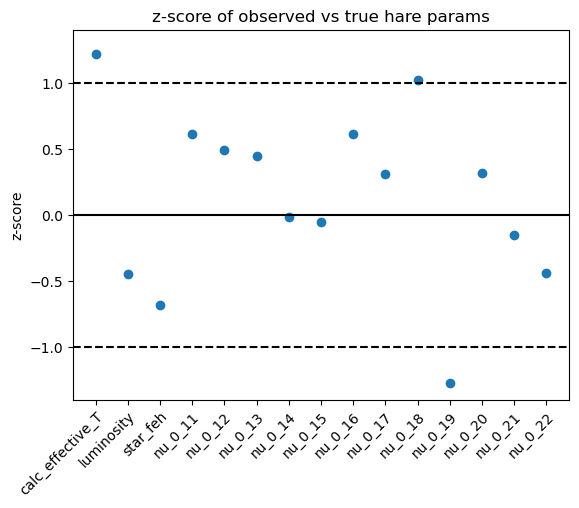 z-score of observed vs true hare params
z-score
1.0
0.5
0.0
−0.5
−1.0
calc_effective_T
luminosity
star_feh
nu_0_11
nu_0_12
nu_0_13
nu_0_14
nu_0_15
nu_0_16
nu_0_17
nu_0_18
nu_0_19
nu_0_20
nu_0_21
nu_0_22